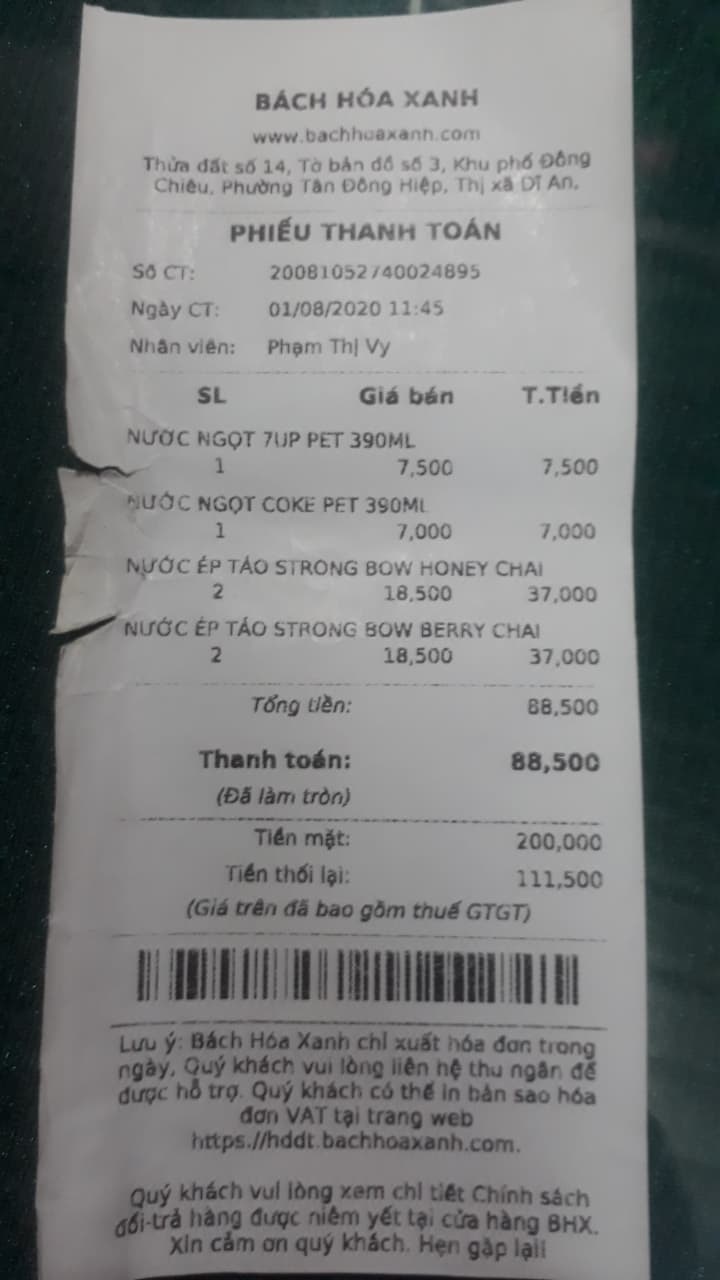 BÁCH HÓA XANH
www.bachhoaxanh.com
Thửa đất số 14, Tờ bản đồ số 3, Khu phố Đông
Chiêu, Phường Tân Đông Hiệp, Thị xã Dĩ An,
PHIẾU THANH TOÁN
Số CT: 20081052740024895
Ngày CT: 01/08/2020 11:45
Nhân viên: Phạm Thị Vy
SL Giá bán T.Tiền
NƯỚC NGỌT 7UP PET 390ML
1 7,500 7,500
NƯỚC NGỌT COKE PET 390ML
1 7,000 7,000
NƯỚC ÉP TÁO STRONG BOW HONEY CHAI
2 18,500 37,000
NƯỚC ÉP TÁO STRONG BOW BERRY CHAI
2 18,500 37,000
Tổng tiền: 88,500
Thanh toán: 88,500
(Đã làm tròn)
Tiền mặt: 200,000
Tiền thối lại: 111,500
(Giá trên đã bao gồm thuế GTGT)
Lưu ý: Bách Hóa Xanh chỉ xuất hóa đơn trong
ngày, Quý khách vui lòng liên hệ thu ngân để
được hỗ trợ. Quý khách có thể in bản sao hóa
đơn VAT tại trang web
https://hddt.bachhoaxanh.com.
Quý khách vui lòng xem chi tiết Chính sách
đổi-trả hàng được niêm yết tại cửa hàng BHX.
Xin cảm ơn quý khách. Hẹn gặp lại!